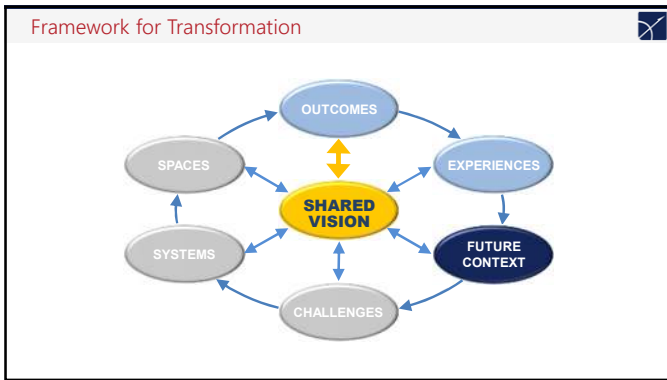 Framework for Transformation
OUTCOMES
SPACES
EXPERIENCES
SHARED
VISION
SYSTEMS
FUTURE
CONTEXT
CHALLENGES